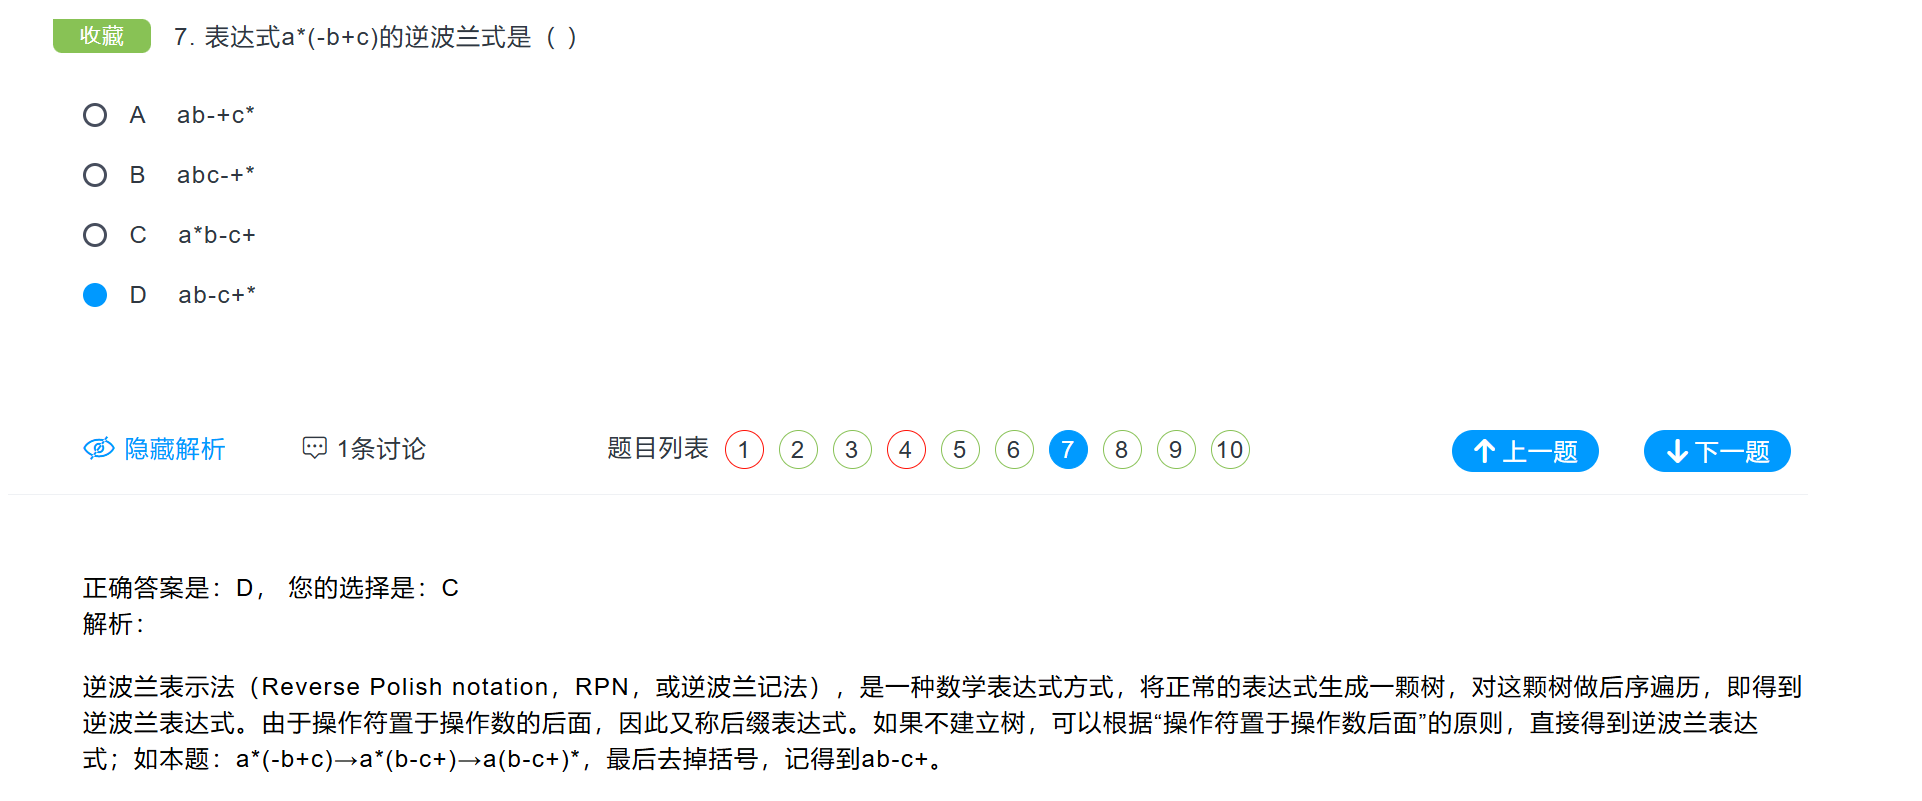 收藏 7. 表达式a*(-b+c)的逆波兰式是（ ）
A ab-+c*
B abc-+*
C a*b-c+
D ab-c+*
隐藏解析 1条讨论 题目列表 1 2 3 4 5 6 7 8 9 10 上一题 下一题
正确答案是：D， 您的选择是：C
解析：
逆波兰表示法（Reverse Polish notation，RPN，或逆波兰记法），是一种数学表达式方式，将正常的表达式生成一颗树，对这颗树做后序遍历，即得到
逆波兰表达式。由于操作符置于操作数的后面，因此又称后缀表达式。如果不建立树，可以根据“操作符置于操作数后面”的原则，直接得到逆波兰表达
式；如本题：a*(-b+c)→a*(b-c+)→a(b-c+)*，最后去掉括号，记得到ab-c+。